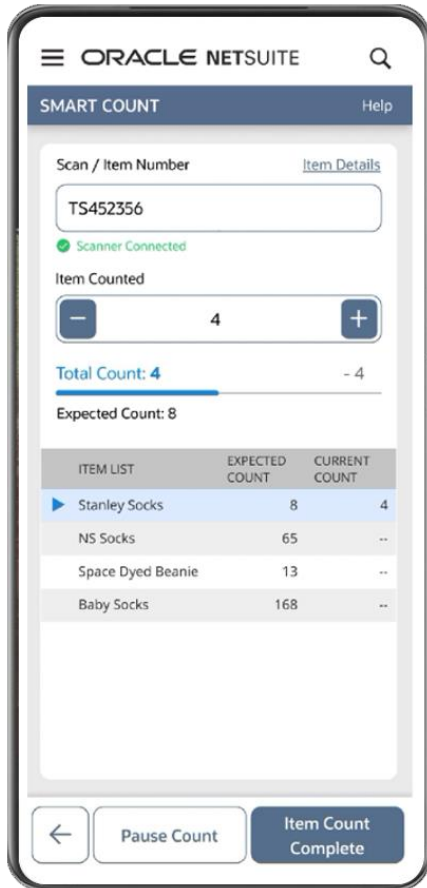 ORACLE NETSUITE
SMART COUNT Help
Scan / Item Number Item Details
TS452356
Scanner Connected
Item Counted
− 4 +
Total Count: 4 - 4
Expected Count: 8
ITEM LIST EXPECTED COUNT CURRENT COUNT
Stanley Socks 8 4
NS Socks 65 --
Space Dyed Beanie 13 --
Baby Socks 168 --
Pause Count Item Count Complete